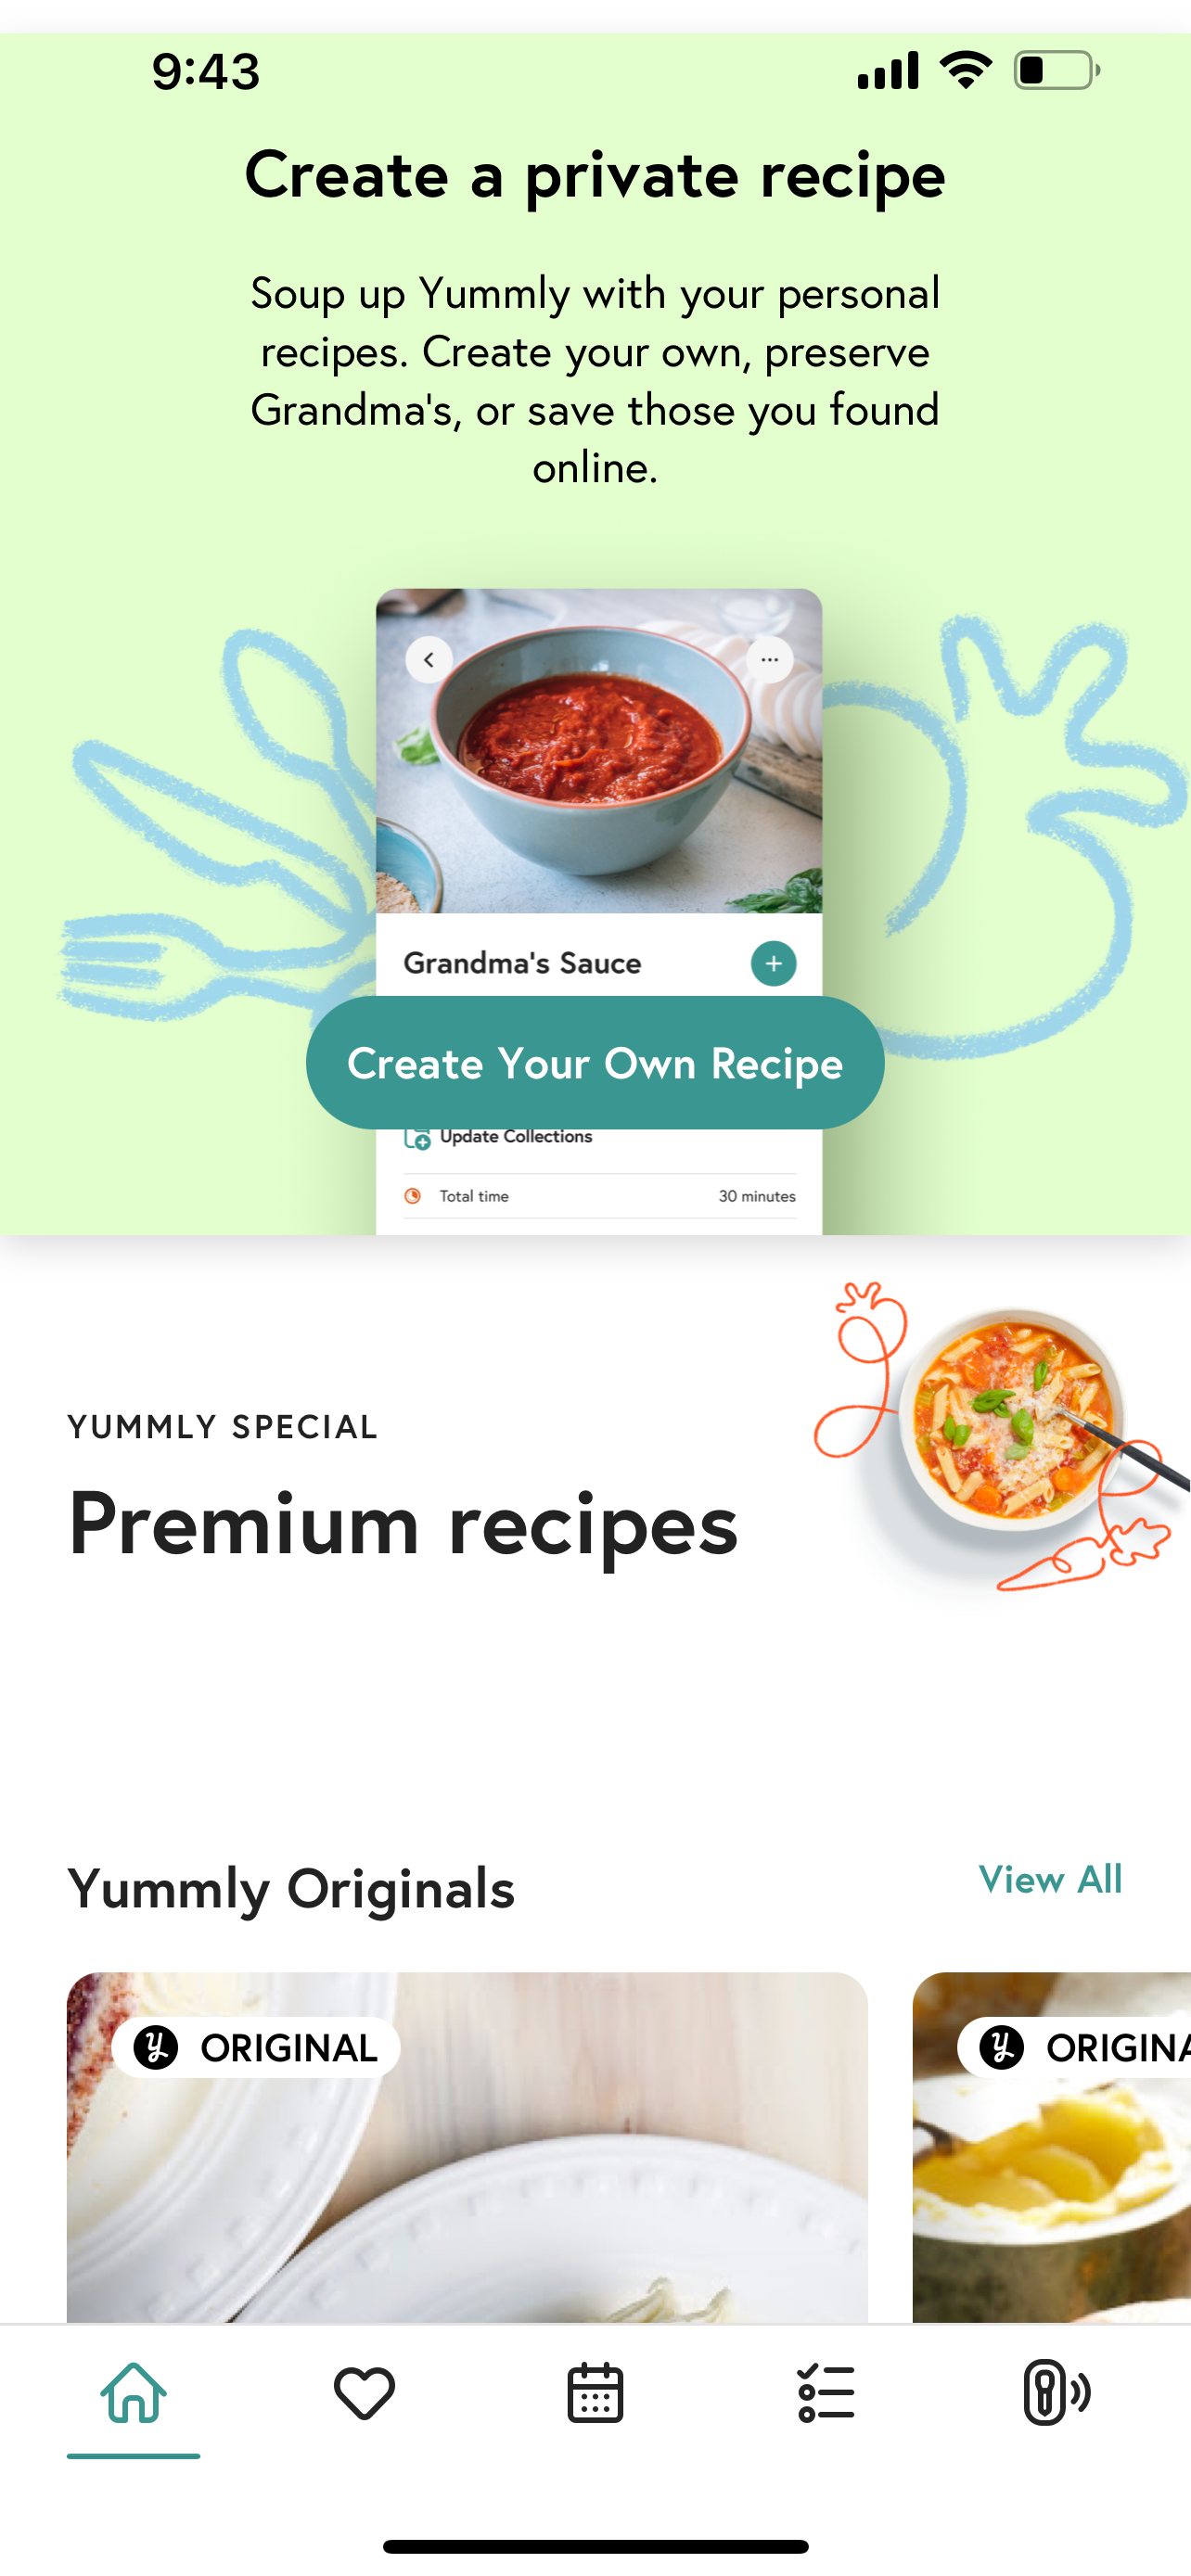 9:43
Create a private recipe
Soup up Yummly with your personal
recipes. Create your own, preserve
Grandma's, or save those you found
online.
Grandma's Sauce
Create Your Own Recipe
Update Collections
Total time 30 minutes
YUMMLY SPECIAL
Premium recipes
Yummly Originals View All
Y ORIGINAL Y ORIGINA